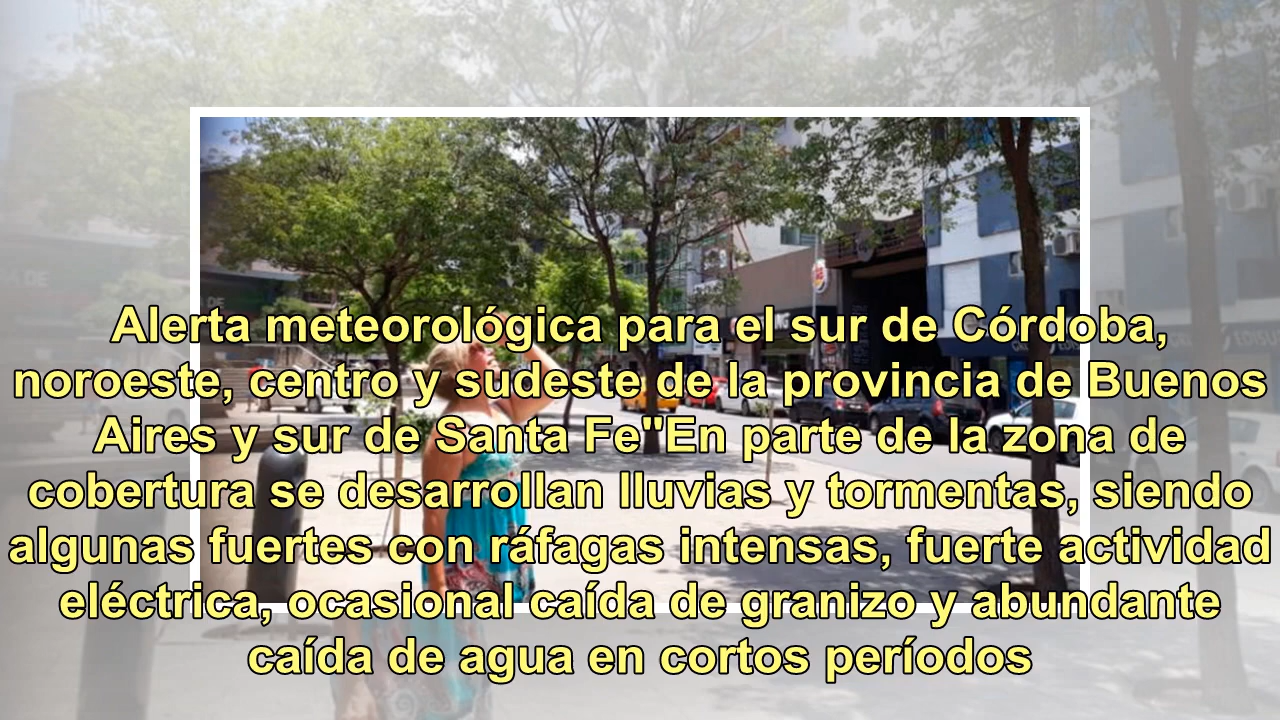 Alerta meteorológica para el sur de Córdoba,
noroeste, centro y sudeste de la provincia de Buenos
Aires y sur de Santa Fe"En parte de la zona de
cobertura se desarrollan lluvias y tormentas, siendo
algunas fuertes con ráfagas intensas, fuerte actividad
eléctrica, ocasional caída de granizo y abundante
caída de agua en cortos períodos